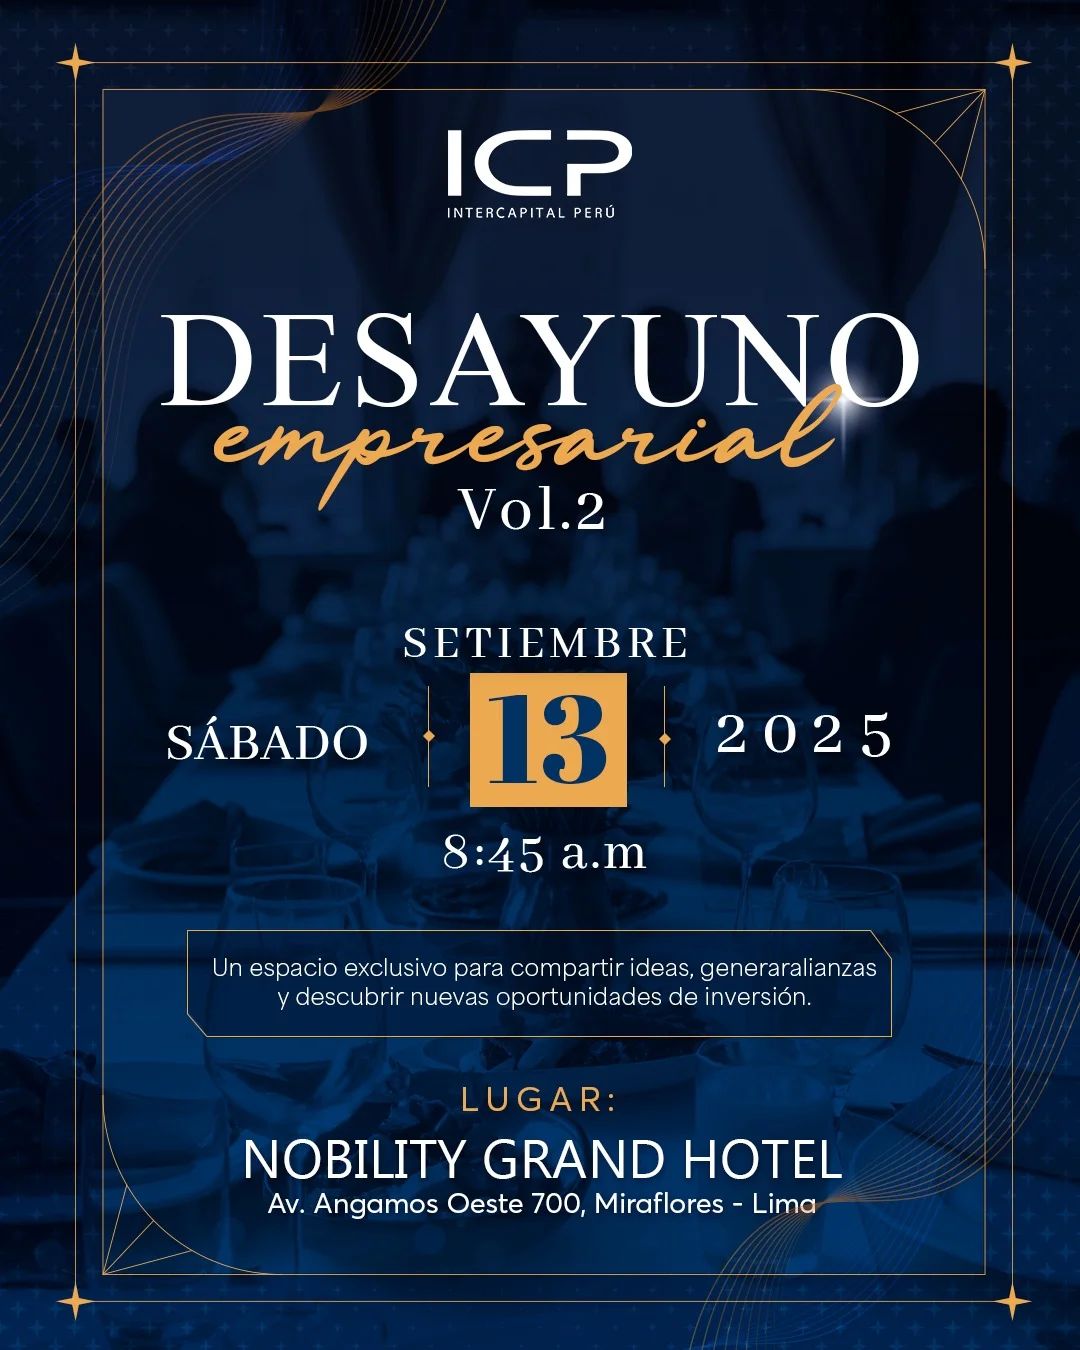 ICP
INTERCAPITAL PERÚ
DESAYUNO
empresarial
Vol.2
SETIEMBRE
SÁBADO 13 2025
8:45 a.m
Un espacio exclusivo para compartir ideas, generaralianzas
y descubrir nuevas oportunidades de inversión.
LUGAR:
NOBILITY GRAND HOTEL
Av. Angamos Oeste 700, Miraflores - Lima